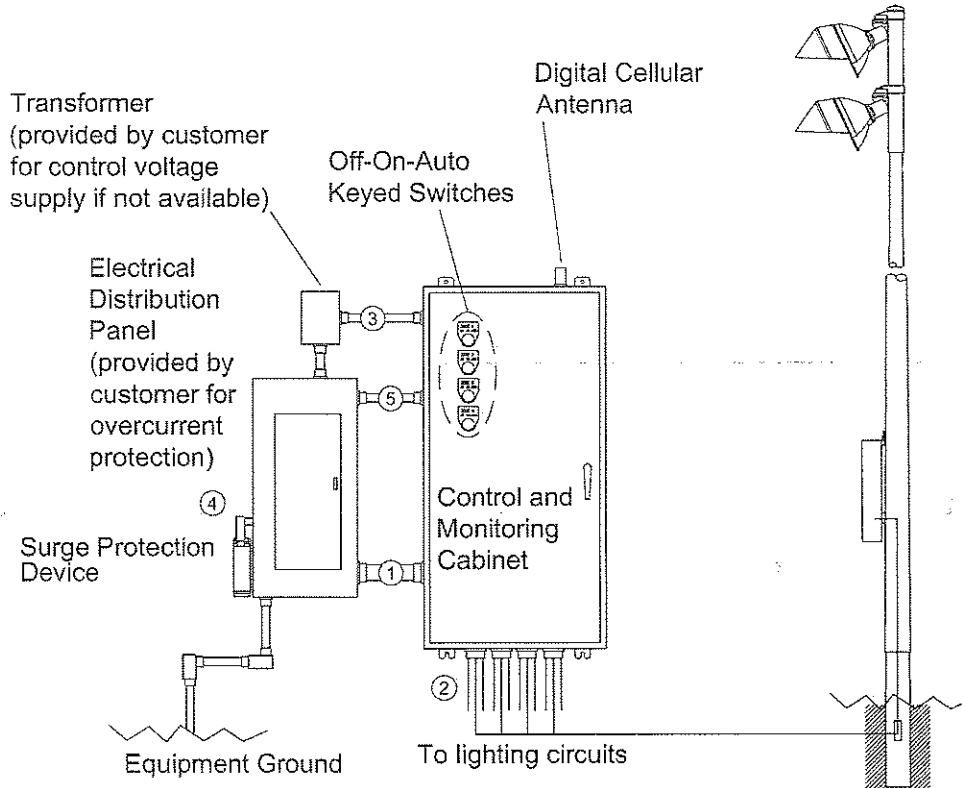 Digital Cellular
Antenna
Transformer
(provided by customer
for control voltage
supply if not available)
Off-On-Auto
Keyed Switches
Electrical
Distribution
Panel
(provided by
customer for
overcurrent
protection)
3
5
4
Control and
Monitoring
Cabinet
Surge Protection
Device
1
2
Equipment Ground
To lighting circuits